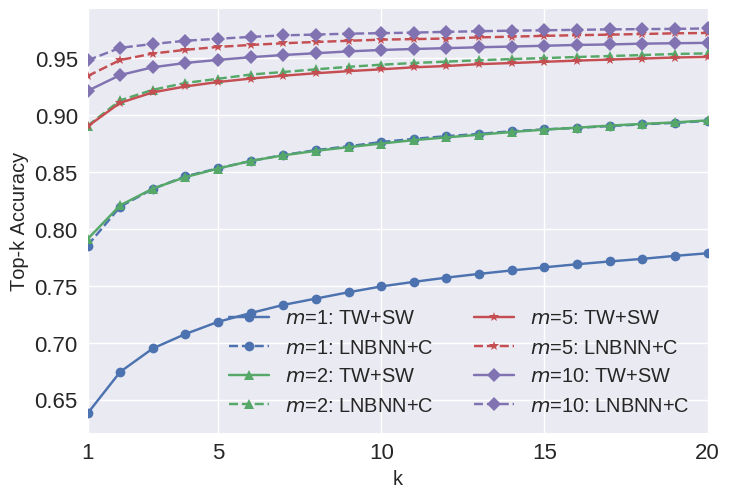 0.95
0.90
0.85
0.80
0.75
0.70
0.65
Top-k Accuracy
m=1: TW+SW
m=1: LNBNN+C
m=2: TW+SW
m=2: LNBNN+C
m=5: TW+SW
m=5: LNBNN+C
m=10: TW+SW
m=10: LNBNN+C
1 5 10 15 20
k